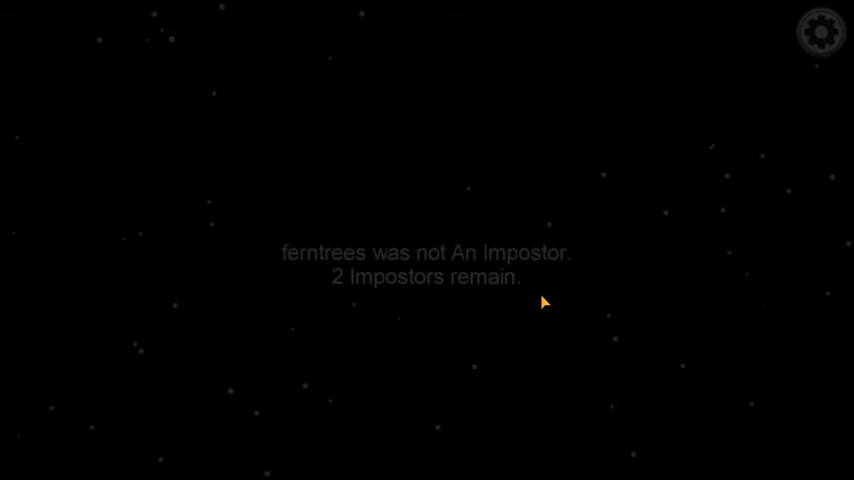 ferntrees was not An Impostor.
2 Impostors remain.